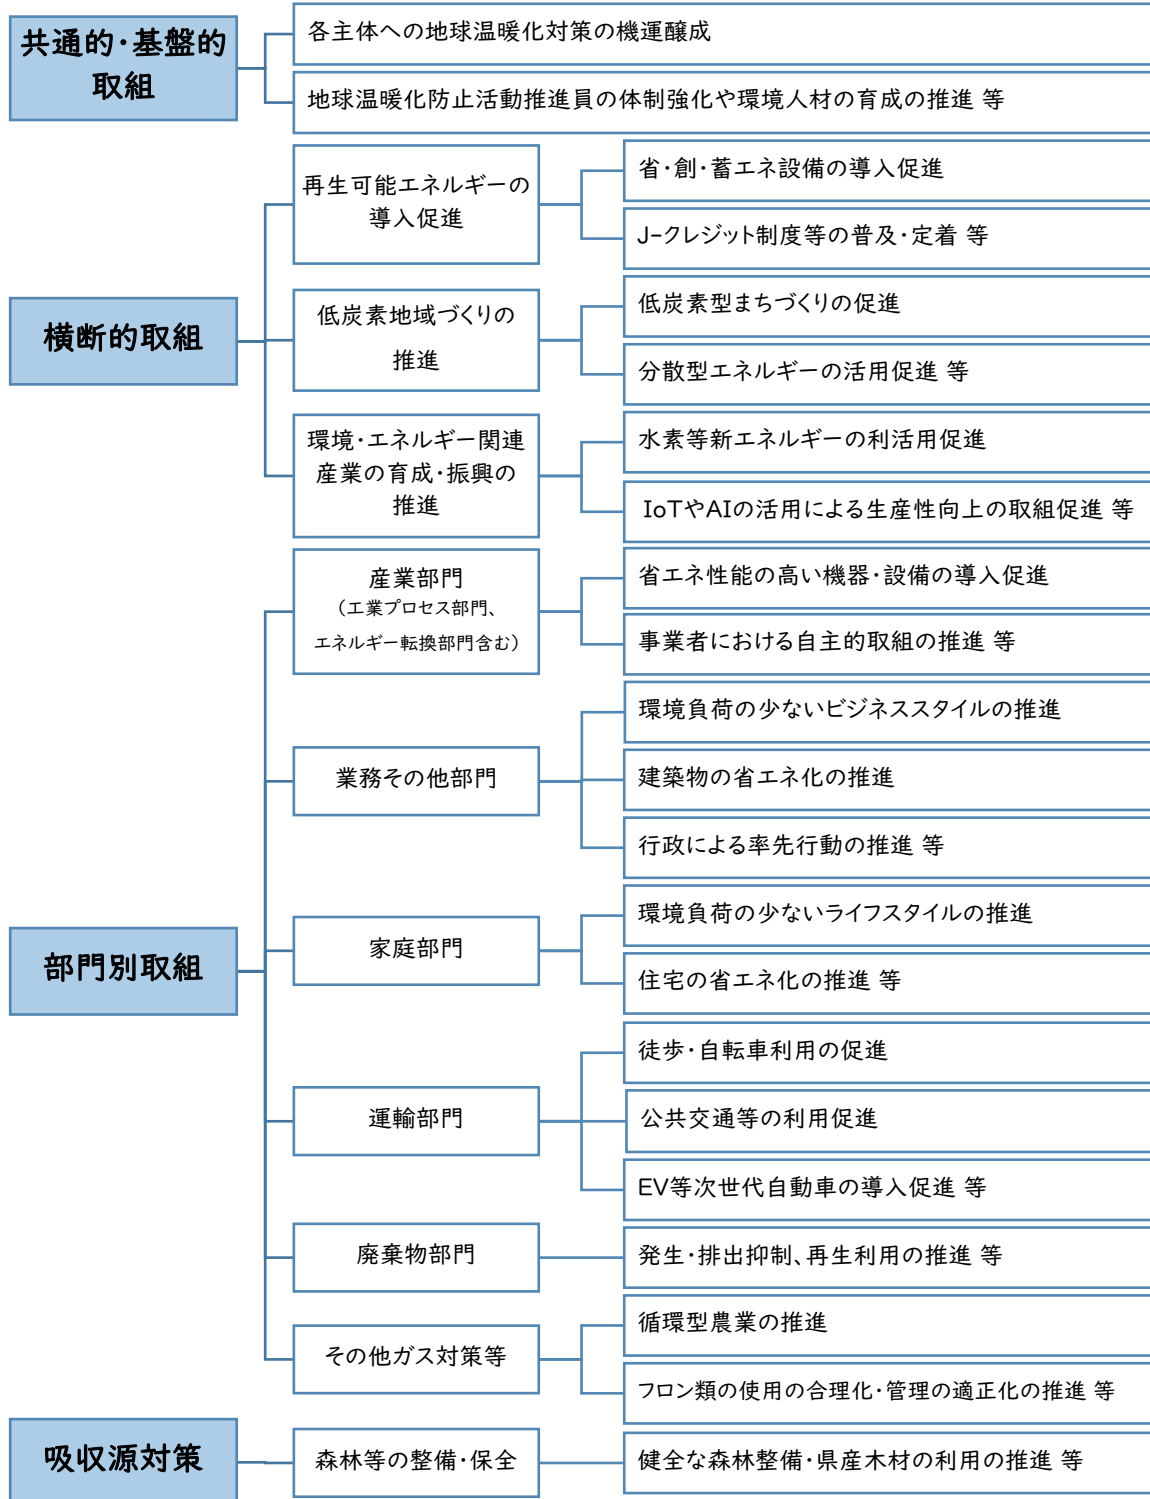 共通的・基盤的
取組
各主体への地球温暖化対策の機運醸成
地球温暖化防止活動推進員の体制強化や環境人材の育成の推進 等
横断的取組
再生可能エネルギーの
導入促進
省・創・蓄エネ設備の導入促進
J-クレジット制度等の普及・定着 等
低炭素地域づくりの
推進
低炭素型まちづくりの促進
分散型エネルギーの活用促進 等
環境・エネルギー関連
産業の育成・振興の
推進
水素等新エネルギーの利活用促進
IoTやAIの活用による生産性向上の取組促進 等
部門別取組
産業部門
（工業プロセス部門、
エネルギー転換部門含む）
省エネ性能の高い機器・設備の導入促進
事業者における自主的取組の推進 等
業務その他部門
環境負荷の少ないビジネススタイルの推進
建築物の省エネ化の推進
行政による率先行動の推進 等
家庭部門
環境負荷の少ないライフスタイルの推進
住宅の省エネ化の推進 等
運輸部門
徒歩・自転車利用の促進
公共交通等の利用促進
EV等次世代自動車の導入促進 等
廃棄物部門
発生・排出抑制、再生利用の推進 等
その他ガス対策等
循環型農業の推進
フロン類の使用の合理化・管理の適正化の推進 等
吸収源対策
森林等の整備・保全
健全な森林整備・県産木材の利用の推進 等